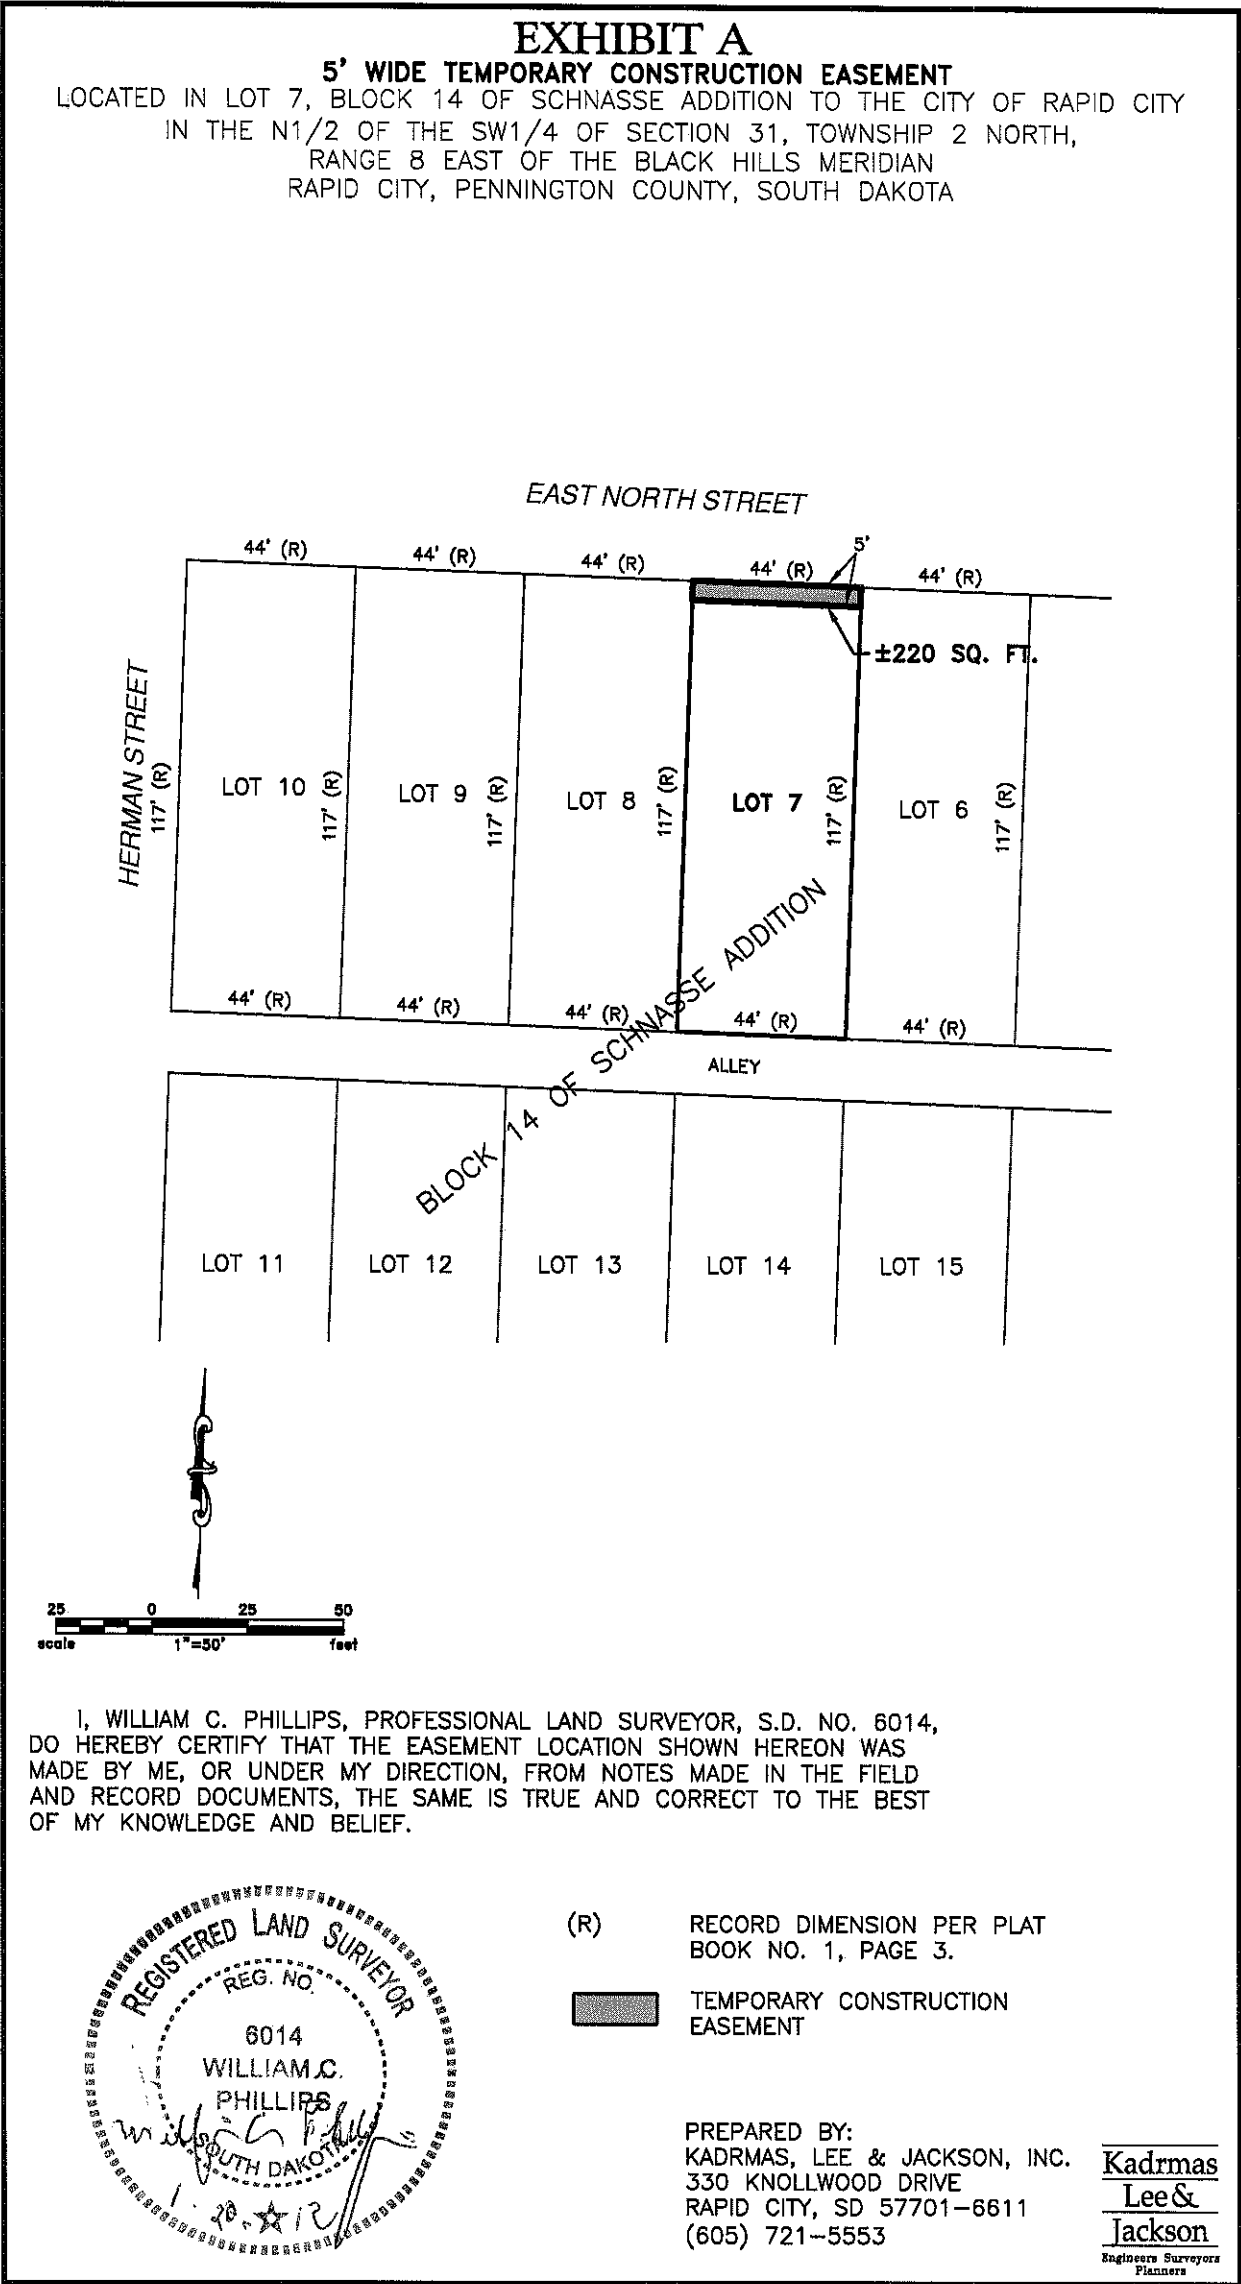 EXHIBIT A
5' WIDE TEMPORARY CONSTRUCTION EASEMENT
LOCATED IN LOT 7, BLOCK 14 OF SCHNASSE ADDITION TO THE CITY OF RAPID CITY
IN THE N1/2 OF THE SW1/4 OF SECTION 31, TOWNSHIP 2 NORTH,
RANGE 8 EAST OF THE BLACK HILLS MERIDIAN
RAPID CITY, PENNINGTON COUNTY, SOUTH DAKOTA
EAST NORTH STREET
44' (R)
44' (R)
44' (R)
44' (R)
5'
44' (R)
±220 SQ. FT.
HERMAN STREET
117' (R)
LOT 10
117' (R)
LOT 9
117' (R)
LOT 8
117' (R)
LOT 7
117' (R)
LOT 6
117' (R)
44' (R)
44' (R)
44' (R)
44' (R)
44' (R)
ALLEY
BLOCK 14 OF SCHNASSE ADDITION
LOT 11
LOT 12
LOT 13
LOT 14
LOT 15
25 0 25 50
scale 1"=50' feet
I, WILLIAM C. PHILLIPS, PROFESSIONAL LAND SURVEYOR, S.D. NO. 6014,
DO HEREBY CERTIFY THAT THE EASEMENT LOCATION SHOWN HEREON WAS
MADE BY ME, OR UNDER MY DIRECTION, FROM NOTES MADE IN THE FIELD
AND RECORD DOCUMENTS, THE SAME IS TRUE AND CORRECT TO THE BEST
OF MY KNOWLEDGE AND BELIEF.
REGISTERED LAND SURVEYOR
REG. NO.
6014
WILLIAM C.
PHILLIPS
SOUTH DAKOTA
1-20-12
(R) RECORD DIMENSION PER PLAT
BOOK NO. 1, PAGE 3.
TEMPORARY CONSTRUCTION
EASEMENT
PREPARED BY:
KADRMAS, LEE & JACKSON, INC.
330 KNOLLWOOD DRIVE
RAPID CITY, SD 57701-6611
(605) 721-5553
Kadrmas
Lee &
Jackson
Engineers Surveyors
Planners